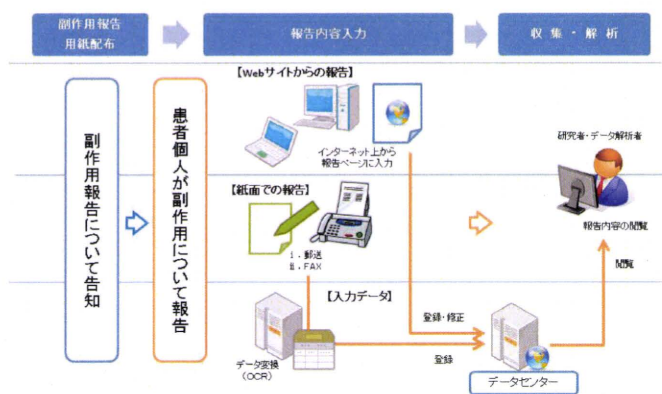 副作用報告
用紙配布
報告内容入力
収集・解析
副作用報告について告知
患者個人が副作用について報告
【Webサイトからの報告】
インターネット上から
報告ページに入力
【紙面での報告】
ⅰ.郵送
ⅱ.FAX
【入力データ】
データ変換
(OCR)
登録・修正
登録
データセンター
研究者・データ解析者
報告内容の閲覧
閲覧